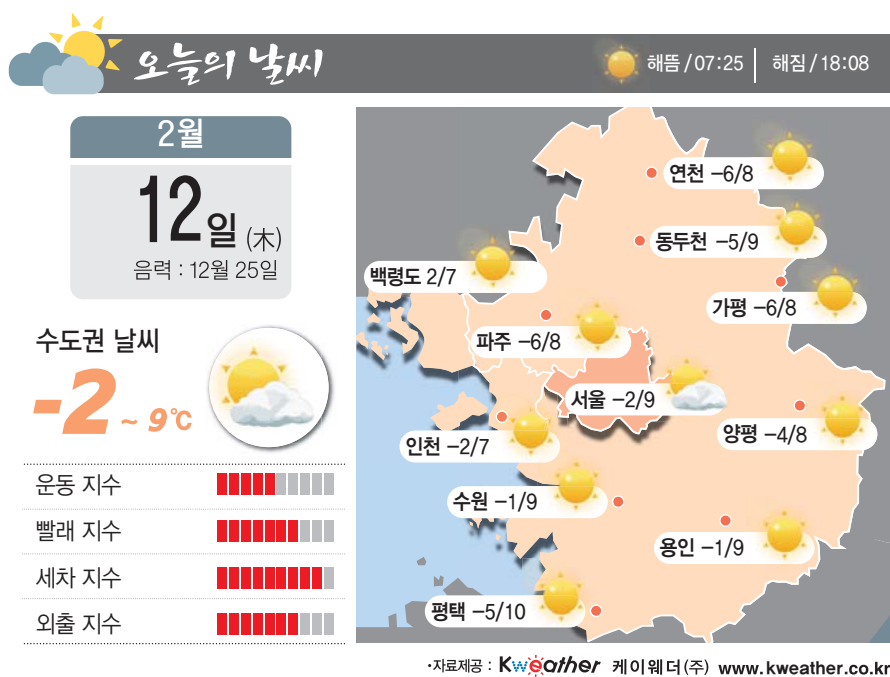 오늘의 날씨
해뜸 / 07:25
해짐 / 18:08
2월
12일 (木)
음력 : 12월 25일
수도권 날씨
-2 ~ 9℃
운동 지수
빨래 지수
세차 지수
외출 지수
연천 -6/8
동두천 -5/9
백령도 2/7
가평 -6/8
파주 -6/8
서울 -2/9
양평 -4/8
인천 -2/7
수원 -1/9
용인 -1/9
평택 -5/10
·자료제공 : Kweather 케이웨더(주) www.kweather.co.kr